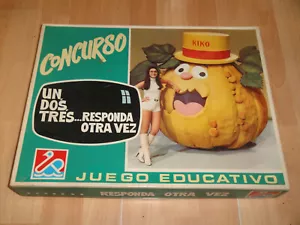 CONCURSO
KIKO
UN
DOS
TRES...RESPONDA
OTRA VEZ
JUEGO EDUCATIVO
RESPONDA OTRA VEZ